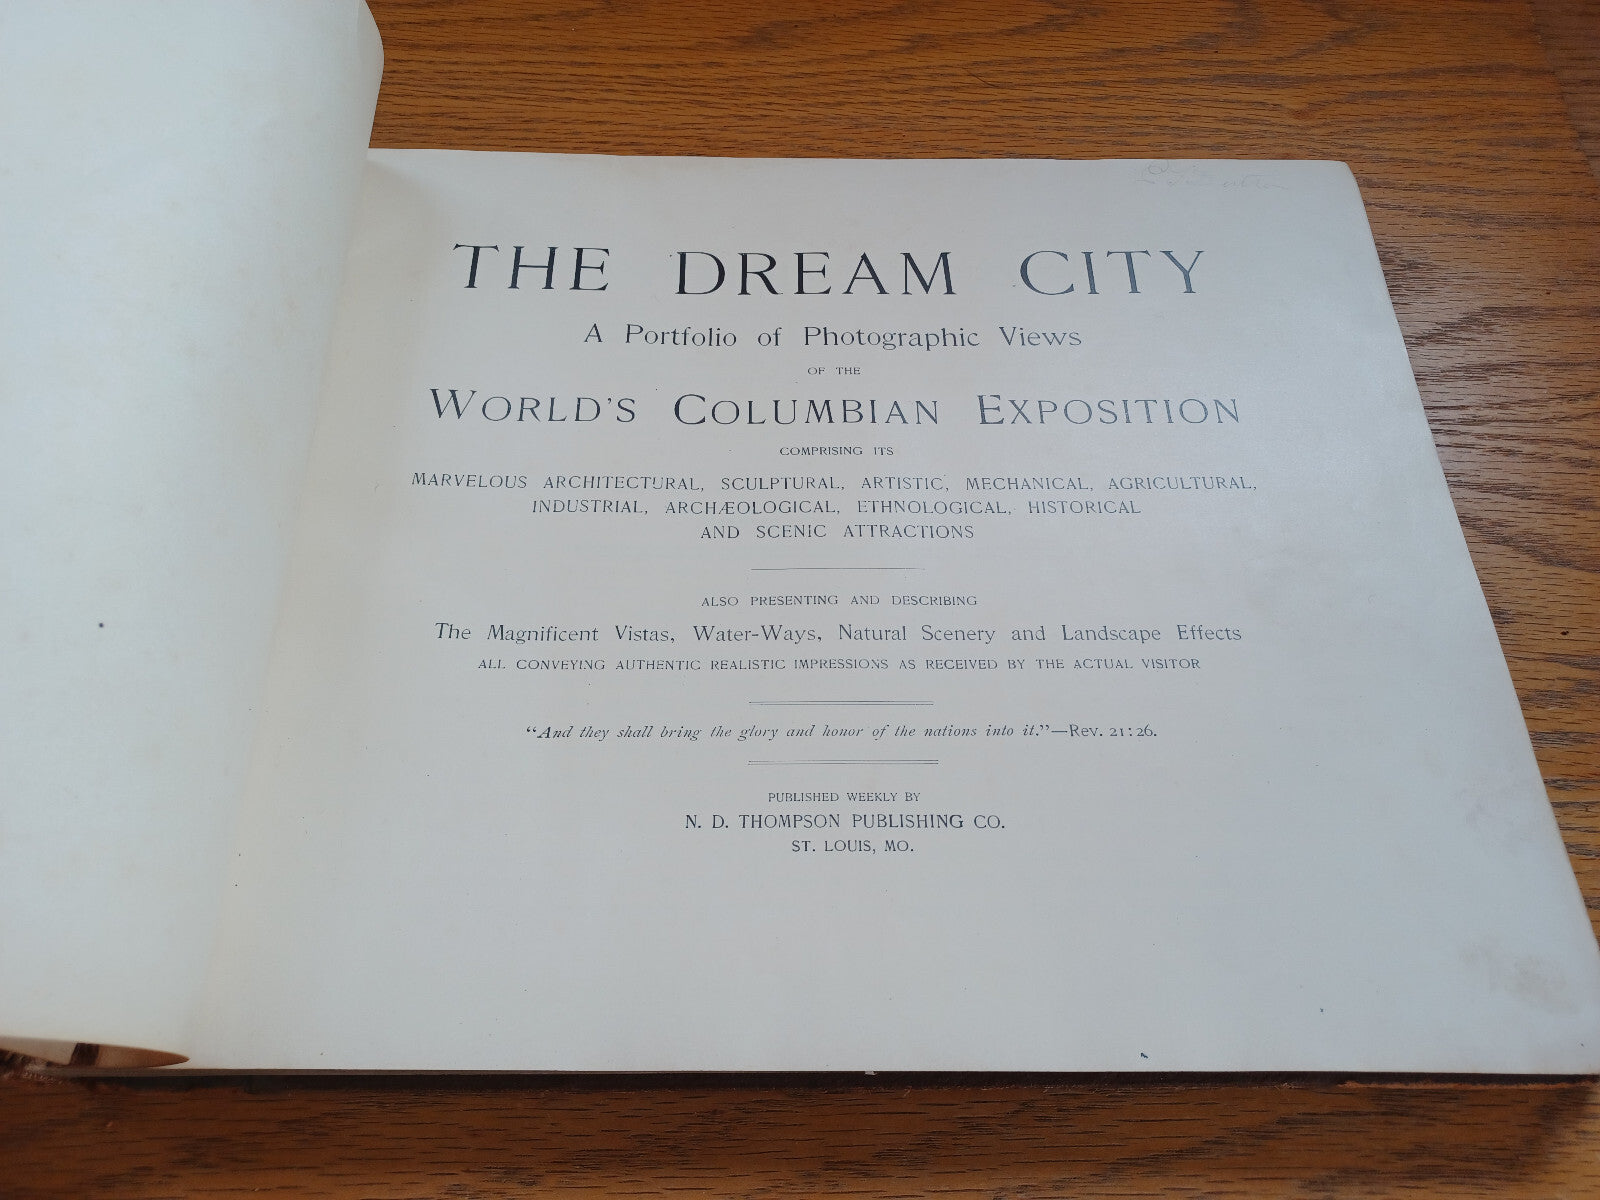 THE DREAM CITY
A Portfolio of Photographic Views
OF THE
WORLD'S COLUMBIAN EXPOSITION
COMPRISING ITS
MARVELOUS ARCHITECTURAL, SCULPTURAL, ARTISTIC, MECHANICAL, AGRICULTURAL,
INDUSTRIAL, ARCHÆOLOGICAL, ETHNOLOGICAL, HISTORICAL
AND SCENIC ATTRACTIONS
ALSO PRESENTING AND DESCRIBING
The Magnificent Vistas, Water-Ways, Natural Scenery and Landscape Effects
ALL CONVEYING AUTHENTIC REALISTIC IMPRESSIONS AS RECEIVED BY THE ACTUAL VISITOR
"And they shall bring the glory and honor of the nations into it."—Rev. 21:26.
PUBLISHED WEEKLY BY
N. D. THOMPSON PUBLISHING CO.
ST. LOUIS, MO.